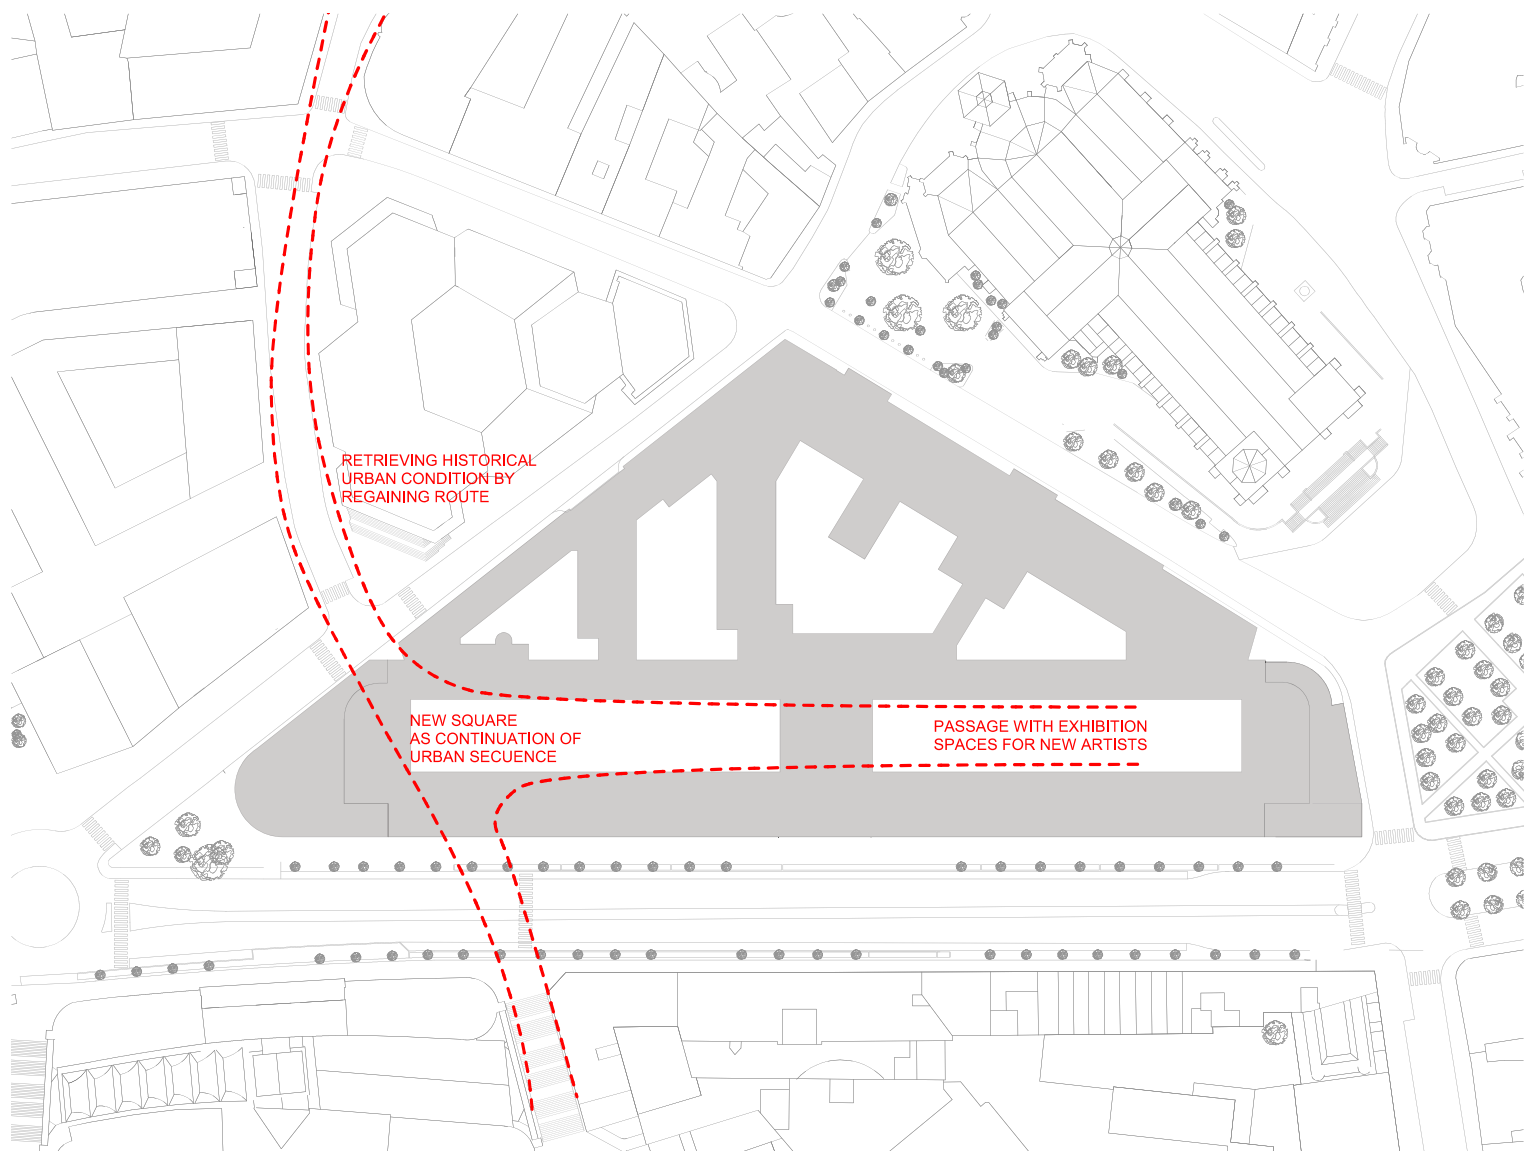 RETRIEVING HISTORICAL
URBAN CONDITION BY
REGAINING ROUTE
NEW SQUARE
AS CONTINUATION OF
URBAN SECUENCE
PASSAGE WITH EXHIBITION
SPACES FOR NEW ARTISTS